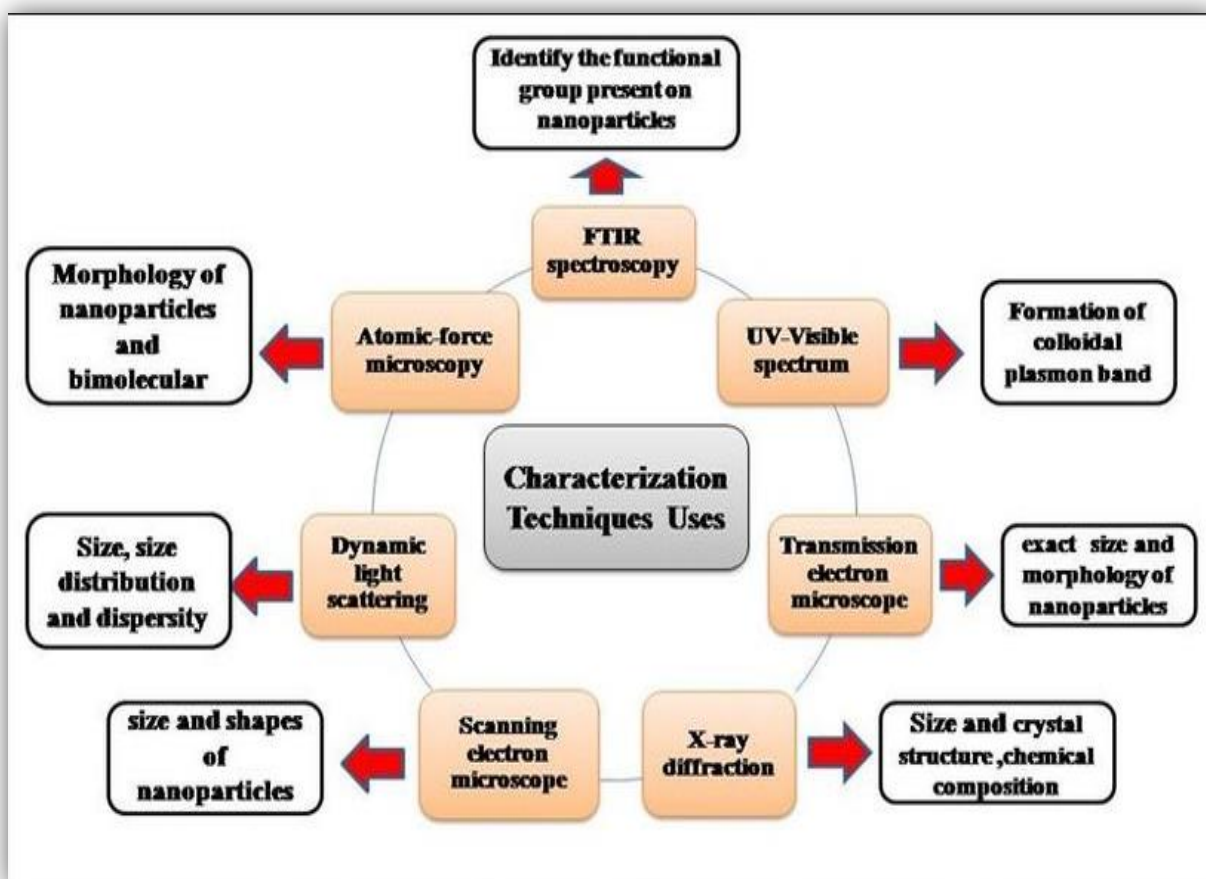 Identify the functional
group present on
nanoparticles
FTIR
spectroscopy
Morphology of
nanoparticles
and
bimolecular
Atomic-force
microscopy
UV-Visible
spectrum
Formation of
colloidal
plasmon band
Characterization
Techniques Uses
Size, size
distribution
and dispersity
Dynamic
light
scattering
Transmission
electron
microscope
exact size and
morphology of
nanoparticles
size and shapes
of
nanoparticles
Scanning
electron
microscope
X-ray
diffraction
Size and crystal
structure ,chemical
composition